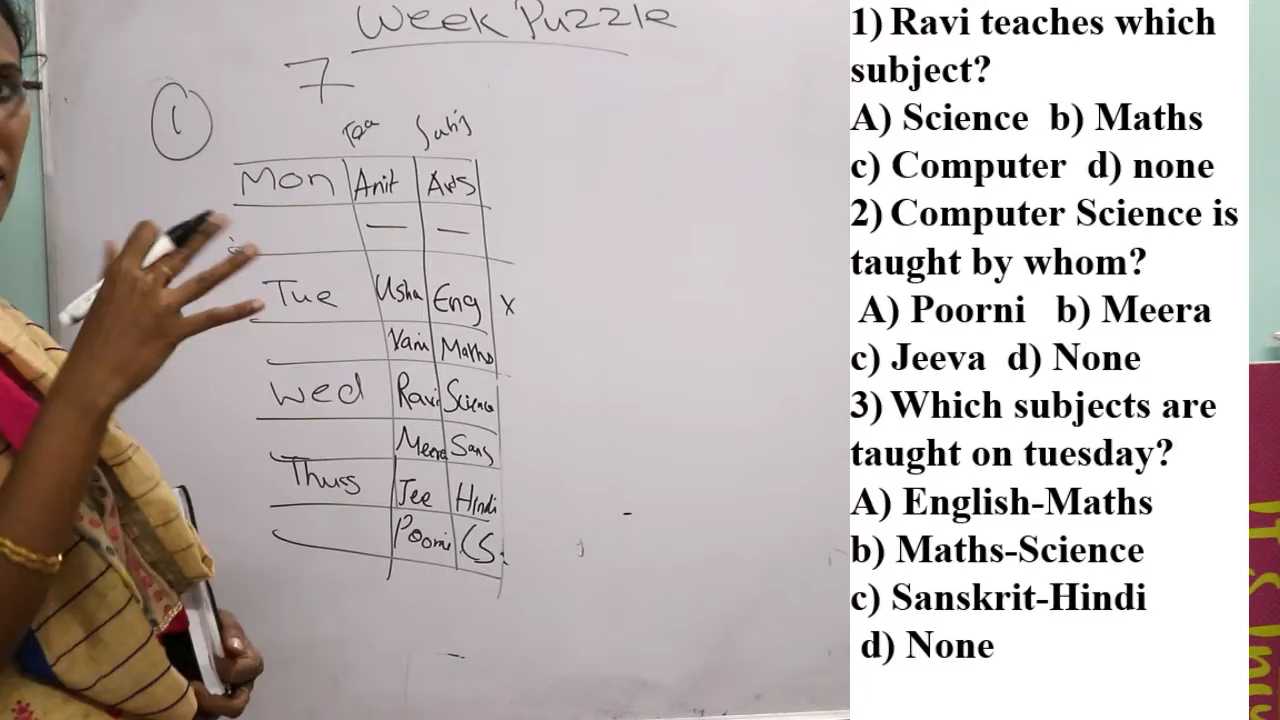 Week Puzzle
7
1
Tea Subj
Mon Anit Arts
— —
Tue Usha Eng x
Vani Maths
Wed Ravi Science
Meera Sans
Thurs Jee Hindi
Poorni CS.
1) Ravi teaches which
subject?
A) Science b) Maths
c) Computer d) none
2) Computer Science is
taught by whom?
A) Poorni b) Meera
c) Jeeva d) None
3) Which subjects are
taught on tuesday?
A) English-Maths
b) Maths-Science
c) Sanskrit-Hindi
d) None